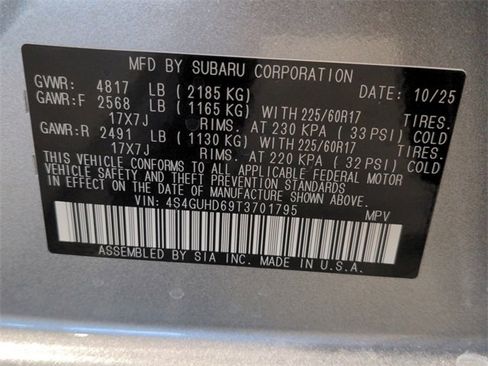 MFD BY SUBARU CORPORATION
GVWR: 4817 LB (2185 KG) DATE: 10/25
GAWR:F 2568 LB (1165 KG) WITH 225/60R17 TIRES.
17X7J RIMS. AT 230 KPA ( 33 PSI) COLD
GAWR:R 2491 LB (1130 KG) WITH 225/60R17 TIRES.
17X7J RIMS. AT 220 KPA ( 32 PSI) COLD
THIS VEHICLE CONFORMS TO ALL APPLICABLE FEDERAL MOTOR
VEHICLE SAFETY AND THEFT PREVENTION STANDARDS
IN EFFECT ON THE DATE OF MANUFACTURE SHOWN ABOVE.
VIN: 4S4GUHD69T3701795 MPV
ASSEMBLED BY SIA INC. MADE IN U.S.A.